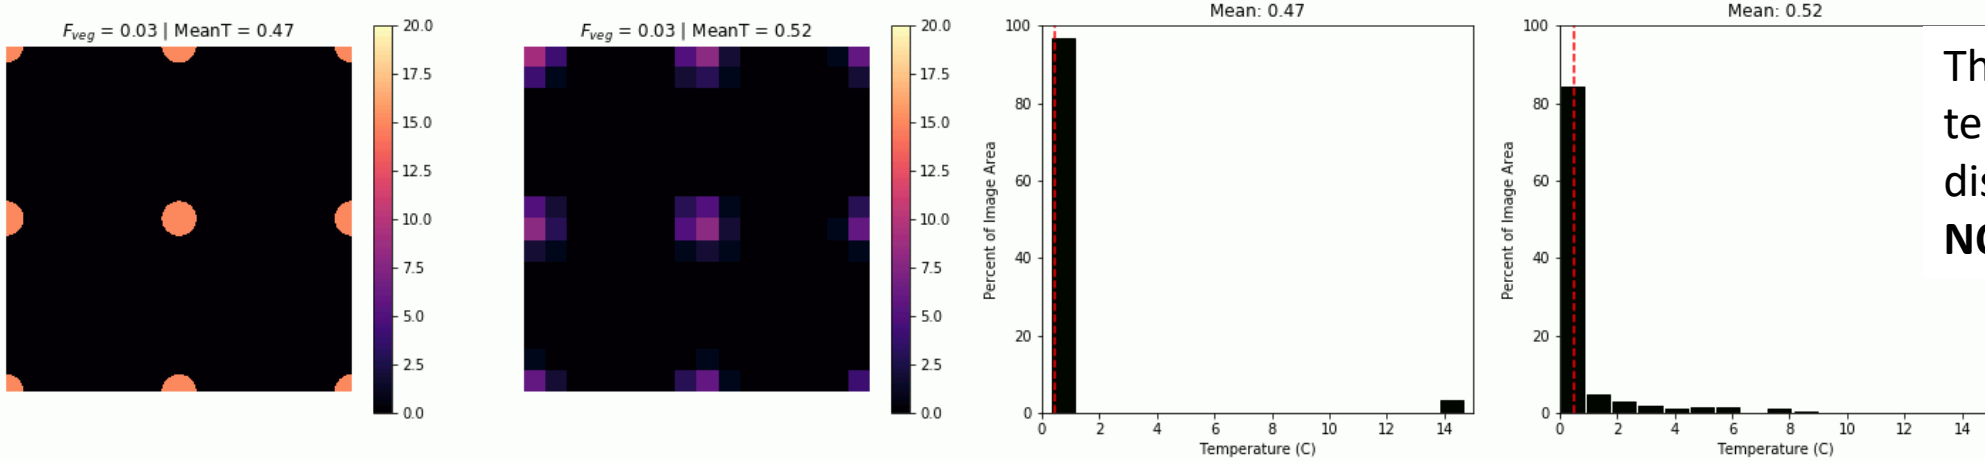 F_veg = 0.03 | MeanT = 0.47
20.0
17.5
15.0
12.5
10.0
7.5
5.0
2.5
0.0
F_veg = 0.03 | MeanT = 0.52
20.0
17.5
15.0
12.5
10.0
7.5
5.0
2.5
0.0
Mean: 0.47
Percent of Image Area
100
80
60
40
20
0
0 2 4 6 8 10 12 14
Temperature (C)
Mean: 0.52
Percent of Image Area
100
80
60
40
20
0
0 2 4 6 8 10 12 14
Temperature (C)
Th
te
dis